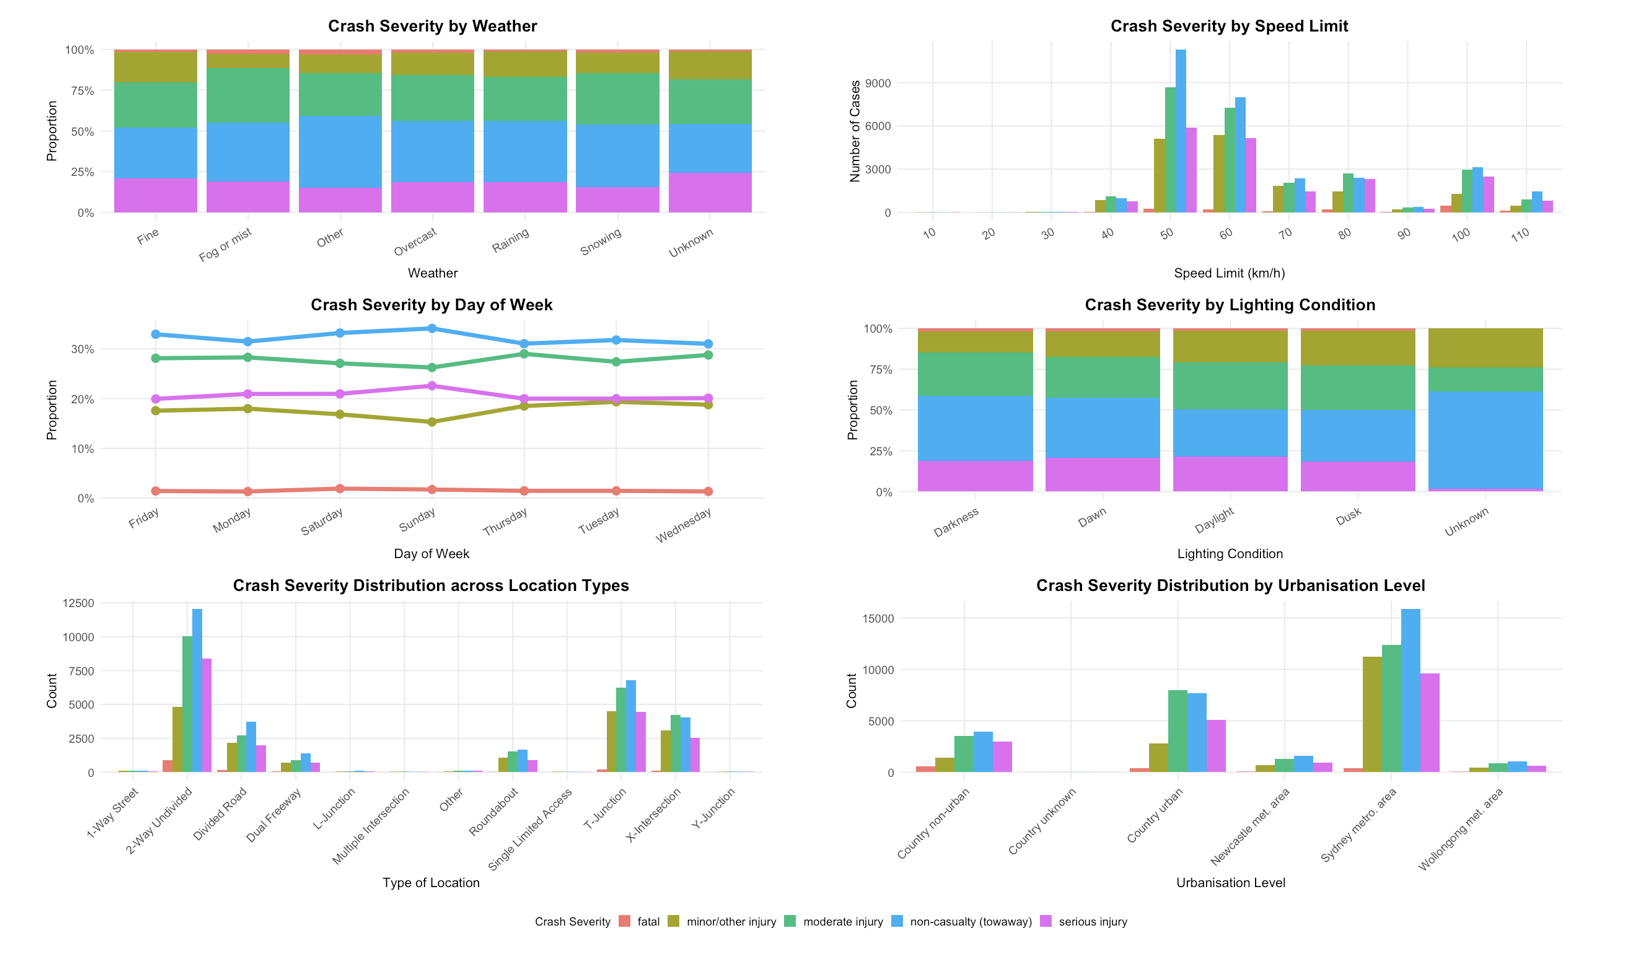 Crash Severity by Weather
Proportion
100%
75%
50%
25%
0%
Fine
Fog or mist
Other
Overcast
Raining
Snowing
Unknown
Weather
Crash Severity by Speed Limit
Number of Cases
9000
6000
3000
0
10
20
30
40
50
60
70
80
90
100
110
Speed Limit (km/h)
Crash Severity by Day of Week
Proportion
30%
20%
10%
0%
Friday
Monday
Saturday
Sunday
Thursday
Tuesday
Wednesday
Day of Week
Crash Severity by Lighting Condition
Proportion
100%
75%
50%
25%
0%
Darkness
Dawn
Daylight
Dusk
Unknown
Lighting Condition
Crash Severity Distribution across Location Types
Count
12500
10000
7500
5000
2500
0
1-Way Street
2-Way Undivided
Divided Road
Dual Freeway
L-Junction
Multiple Intersection
Other
Roundabout
Single Limited Access
T-Junction
X-Intersection
Y-Junction
Type of Location
Crash Severity Distribution by Urbanisation Level
Count
15000
10000
5000
0
Country non-urban
Country unknown
Country urban
Newcastle met. area
Sydney metro. area
Wollongong met. area
Urbanisation Level
Crash Severity fatal minor/other injury moderate injury non-casualty (towaway) serious injury